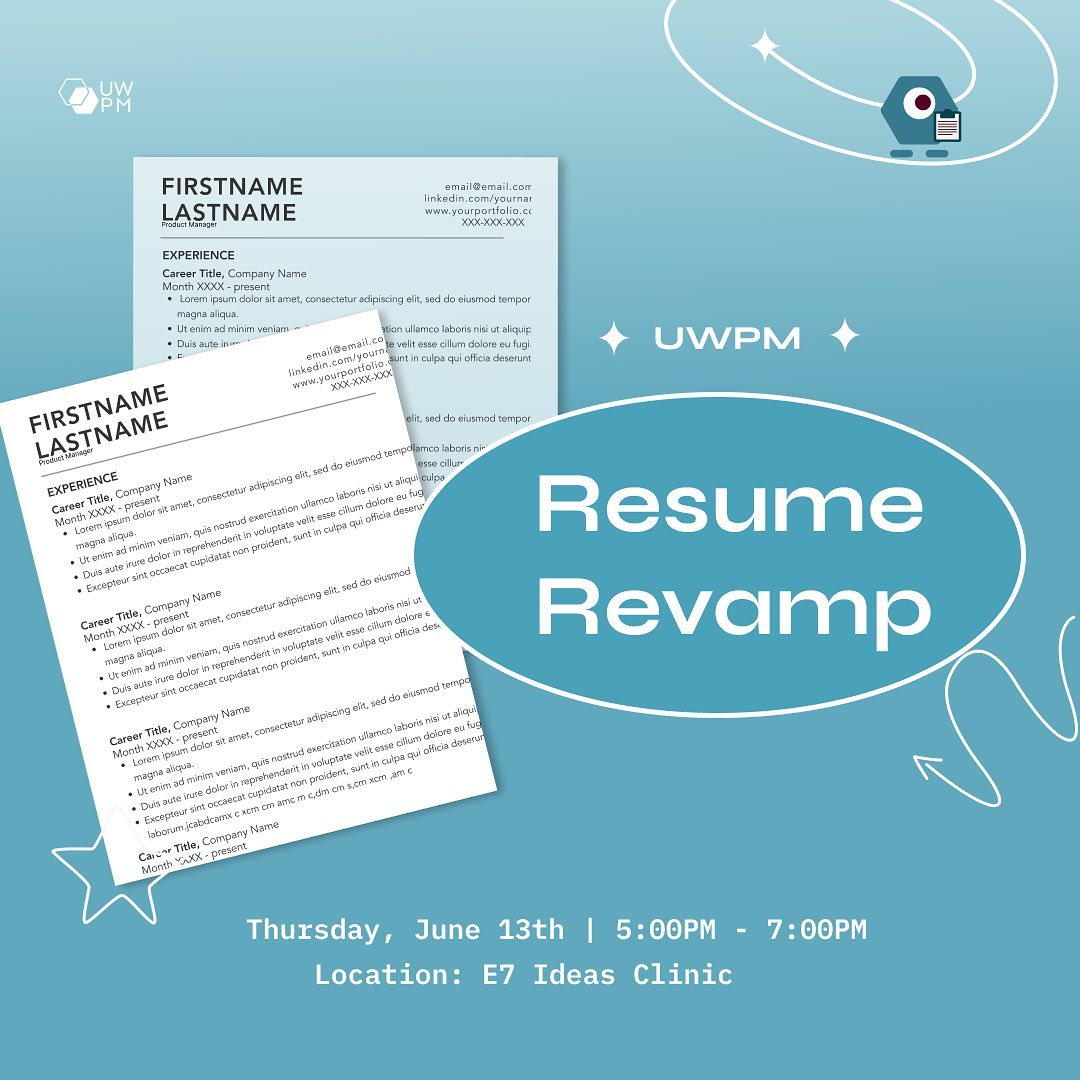 UW
PM
FIRSTNAME
LASTNAME
Product Manager
email@email.com
linkedin.com/yournar
www.yourportfolio.cc
XXX-XXX-XXX
EXPERIENCE
Career Title, Company Name
Month XXXX - present
• Lorem ipsum dolor sit amet, consectetur adipiscing elit, sed do eiusmod tempor
magna aliqua.
• Ut enim ad minim veniam, ullamco laboris nisi ut aliquip
• Duis aute irure velit esse cillum dolore eu fugi
sunt in culpa qui officia deserunt
elit, sed do eiusmod tempor
FIRSTNAME
LASTNAME
Product Manager
email@email.co
linkedin.com/yourn
www.yourportfolio.
XXX-XXX-XXX
EXPERIENCE
Career Title, Company Name
Month XXXX - present
• Lorem ipsum dolor sit amet, consectetur adipiscing elit, sed do eiusmod tempo
magna aliqua.
• Ut enim ad minim veniam, quis nostrud exercitation ullamco laboris nisi ut aliqui
• Duis aute irure dolor in reprehenderit in voluptate velit esse cillum dolore eu fug
• Excepteur sint occaecat cupidatat non proident, sunt in culpa qui officia deserur
Career Title, Company Name
Month XXXX - present
• Lorem ipsum dolor sit amet, consectetur adipiscing elit, sed do eiusmod
magna aliqua.
• Ut enim ad minim veniam, quis nostrud exercitation ullamco laboris nisi ut
• Duis aute irure dolor in reprehenderit in voluptate velit esse cillum dolore e
• Excepteur sint occaecat cupidatat non proident, sunt in culpa qui officia de
Career Title, Company Name
Month XXXX - present
• Lorem ipsum dolor sit amet, consectetur adipiscing elit, sed do eiusmod tempo
magna aliqua.
• Ut enim ad minim veniam, quis nostrud exercitation ullamco laboris nisi ut aliqui
• Duis aute irure dolor in reprehenderit in voluptate velit esse cillum dolore eu fug
• Excepteur sint occaecat cupidatat non proident, sunt in culpa qui officia deserur
laborum.jcabdcamx c xcm cm amc m c,dm cm s,cm xcm ,am c
Career Title, Company Name
Month XXXX - present
UWPM
Resume
Revamp
Thursday, June 13th | 5:00PM - 7:00PM
Location: E7 Ideas Clinic